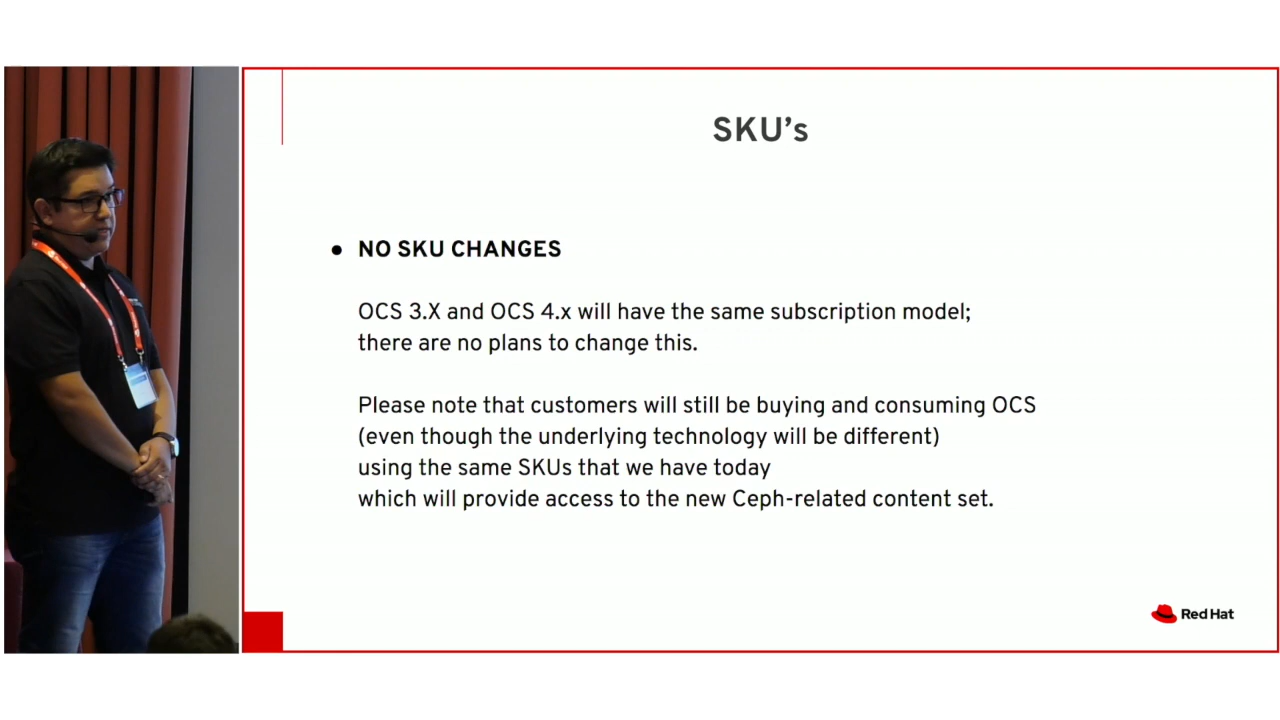 SKU's
● NO SKU CHANGES
OCS 3.X and OCS 4.x will have the same subscription model;
there are no plans to change this.
Please note that customers will still be buying and consuming OCS
(even though the underlying technology will be different)
using the same SKUs that we have today
which will provide access to the new Ceph-related content set.
Red Hat